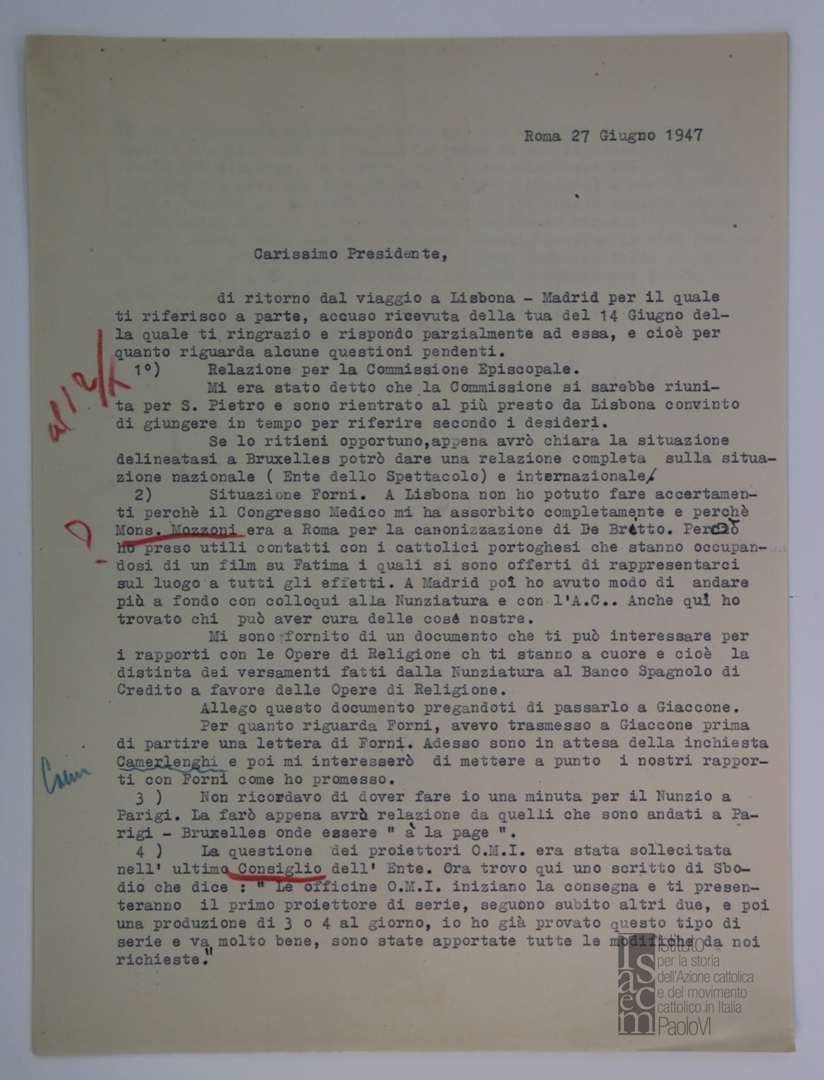 Roma 27 Giugno 1947
Carissimo Presidente,
di ritorno dal viaggio a Lisbona - Madrid per il quale
ti riferisco a parte, accuso ricevuta della tua del 14 Giugno del-
la quale ti ringrazio e rispondo parzialmente ad essa, e cioè per
quanto riguarda alcune questioni pendenti.
1°) Relazione per la Commissione Episcopale.
Mi era stato detto che la Commissione si sarebbe riuni-
ta per S. Pietro e sono rientrato al più presto da Lisbona convinto
di giungere in tempo per riferire secondo i desideri.
Se lo ritieni opportuno,appena avrò chiara la situazione
delineatasi a Bruxelles potrò dare una relazione completa sulla situa-
zione nazionale ( Ente dello Spettacolo) e internazionale.
2) Situazione Forni. A Lisbona non ho potuto fare accertamen-
ti perchè il Congresso Medico mi ha assorbito completamente e perchè
Mons. Mozzoni era a Roma per la canonizzazione di De Britto. Perciò
ho preso utili contatti con i cattolici portoghesi che stanno occupan-
dosi di un film su Fatima i quali si sono offerti di rappresentarci
sul luogo a tutti gli effetti. A Madrid poi ho avuto modo di andare
più a fondo con colloqui alla Nunziatura e con l'A.C.. Anche quì ho
trovato chi può aver cura delle cose nostre.
Mi sono fornito di un documento che ti può interessare per
i rapporti con le Opere di Religione ch ti stanno a cuore e cioè la
distinta dei versamenti fatti dalla Nunziatura al Banco Spagnolo di
Credito a favore delle Opere di Religione.
Allego questo documento pregandoti di passarlo a Giaccone.
Per quanto riguarda Forni, avevo trasmesso a Giaccone prima
di partire una lettera di Forni. Adesso sono in attesa della inchiesta
Camerlenghi e poi mi interesserò di mettere a punto i nostri rappor-
ti con Forni come ho promesso.
3 ) Non ricordavo di dover fare io una minuta per il Nunzio a
Parigi. La farò appena avrò relazione da quelli che sono andati a Pa-
rigi - Bruxelles onde essere " à la page ".
4 ) La questione dei proiettori O.M.I. era stata sollecitata
nell' ultimo Consiglio dell' Ente. Ora trovo qui uno scritto di Sbo-
dio che dice : " Le officine O.M.I. iniziano la consegna e ti presen-
teranno il primo proiettore di serie, seguono subito altri due, e poi
una produzione di 3 o 4 al giorno, io ho già provato questo tipo di
serie e va molto bene, sono state apportate tutte le modifiche da noi
richieste."
Istituto
per la storia
dell'Azione cattolica
e del movimento
cattolico in Italia
Paolo VI
Isacem